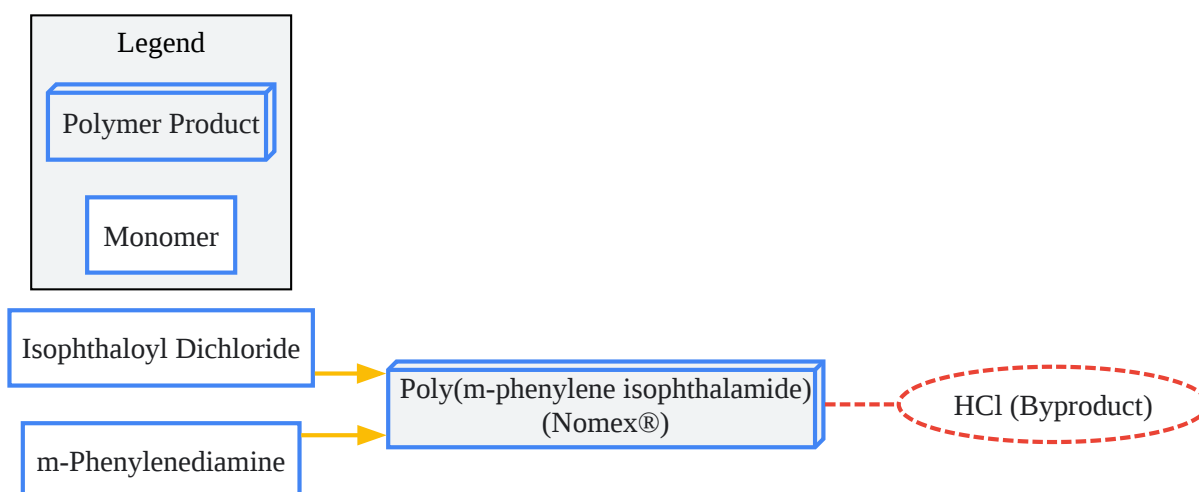 Legend
Polymer Product
Monomer
Isophthaloyl Dichloride
Poly(m-phenylene isophthalamide)
(Nomex®)
HCl (Byproduct)
m-Phenylenediamine